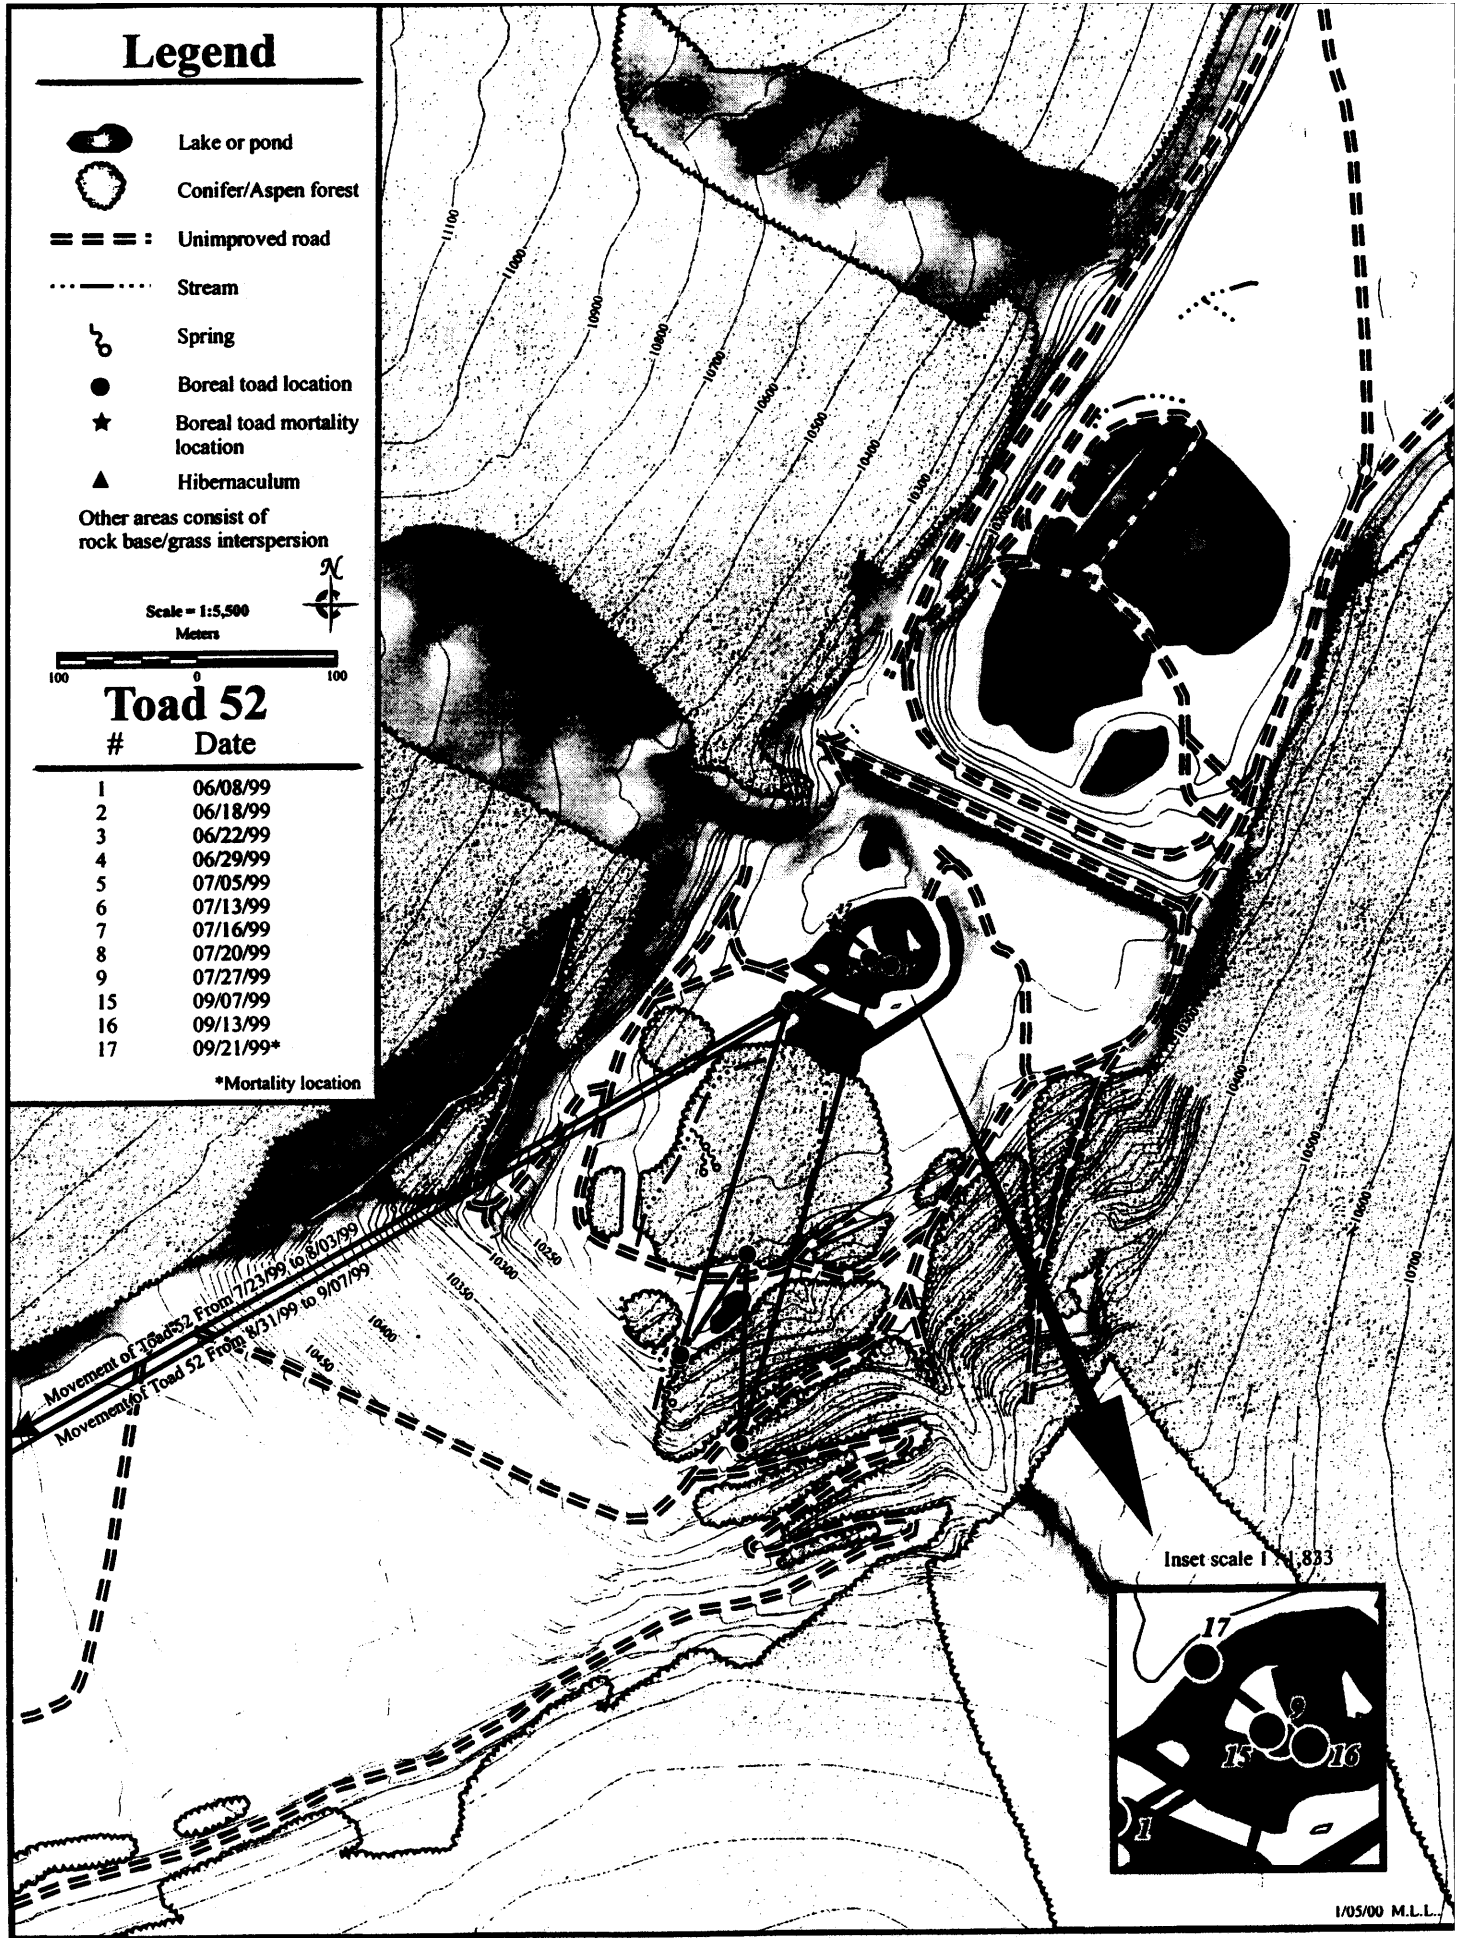 Legend
Lake or pond
Conifer/Aspen forest
Unimproved road
Stream
Spring
Boreal toad location
Boreal toad mortality
location
Hibernaculum
Other areas consist of
rock base/grass interspersion
N
Scale = 1:5,500
Meters
100 0 100
Toad 52
# Date
1 06/08/99
2 06/18/99
3 06/22/99
4 06/29/99
5 07/05/99
6 07/13/99
7 07/16/99
8 07/20/99
9 07/27/99
15 09/07/99
16 09/13/99
17 09/21/99*
*Mortality location
11100
11000
10900
10800
10700
10600
10500
10400
10300
10200
10400
10500
10600
10700
10250
10300
10350
10400
10450
Movement of Toad 52 From 7/23/99 to 8/03/99
Movement of Toad 52 From 8/31/99 to 9/07/99
Inset scale 1 : 1,833
17
9
15
16
1
1/05/00 M.L.L.